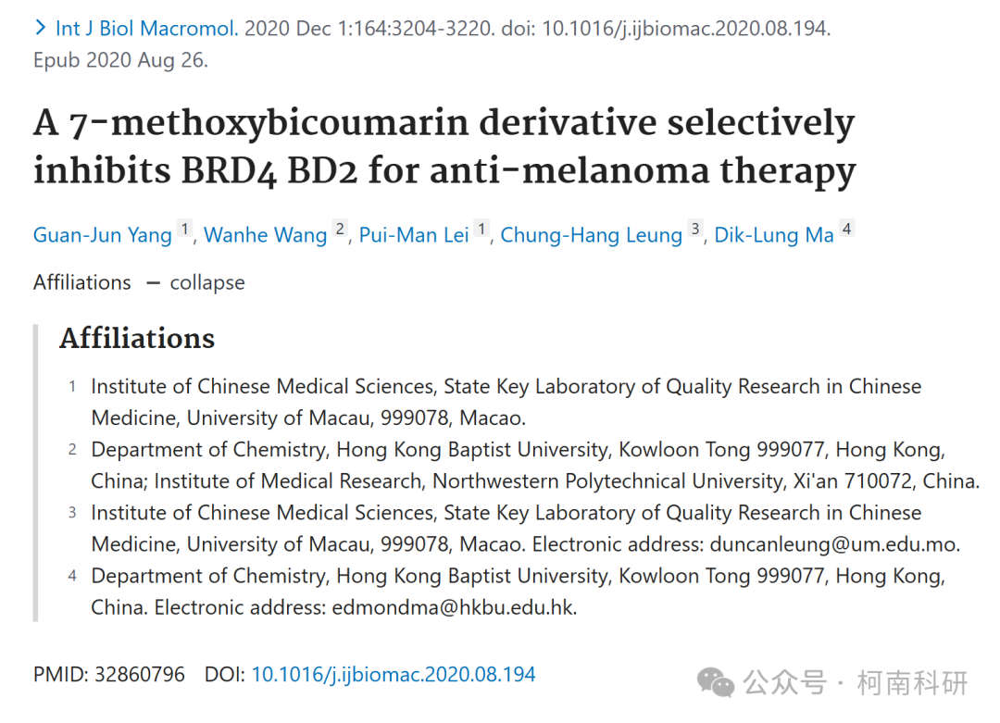 > Int J Biol Macromol. 2020 Dec 1:164:3204-3220. doi: 10.1016/j.ijbiomac.2020.08.194.
Epub 2020 Aug 26.
A 7-methoxybicoumarin derivative selectively
inhibits BRD4 BD2 for anti-melanoma therapy
Guan-Jun Yang 1, Wanhe Wang 2, Pui-Man Lei 1, Chung-Hang Leung 3, Dik-Lung Ma 4
Affiliations — collapse
Affiliations
1 Institute of Chinese Medical Sciences, State Key Laboratory of Quality Research in Chinese
Medicine, University of Macau, 999078, Macao.
2 Department of Chemistry, Hong Kong Baptist University, Kowloon Tong 999077, Hong Kong,
China; Institute of Medical Research, Northwestern Polytechnical University, Xi'an 710072, China.
3 Institute of Chinese Medical Sciences, State Key Laboratory of Quality Research in Chinese
Medicine, University of Macau, 999078, Macao. Electronic address: duncanleung@um.edu.mo.
4 Department of Chemistry, Hong Kong Baptist University, Kowloon Tong 999077, Hong Kong,
China. Electronic address: edmondma@hkbu.edu.hk.
PMID: 32860796 DOI: 10.1016/j.ijbiomac.2020.08.194
公众号 · 柯南科研